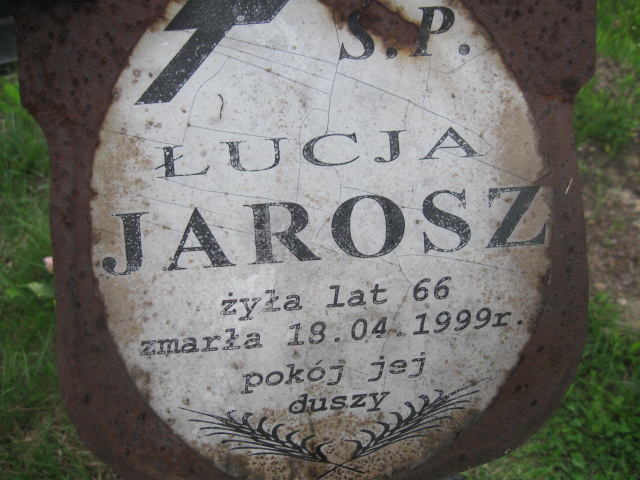 Ś.P.
ŁUCJA
JAROSZ
żyła lat 66
zmarła 18.04.1999r.
pokój jej
duszy